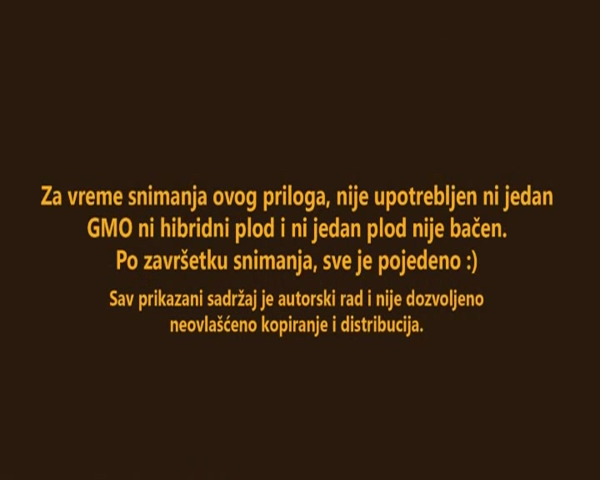 Za vreme snimanja ovog priloga, nije upotrebljen ni jedan
GMO ni hibridni plod i ni jedan plod nije bačen.
Po završetku snimanja, sve je pojedeno :)
Sav prikazani sadržaj je autorski rad i nije dozvoljeno
neovlašćeno kopiranje i distribucija.